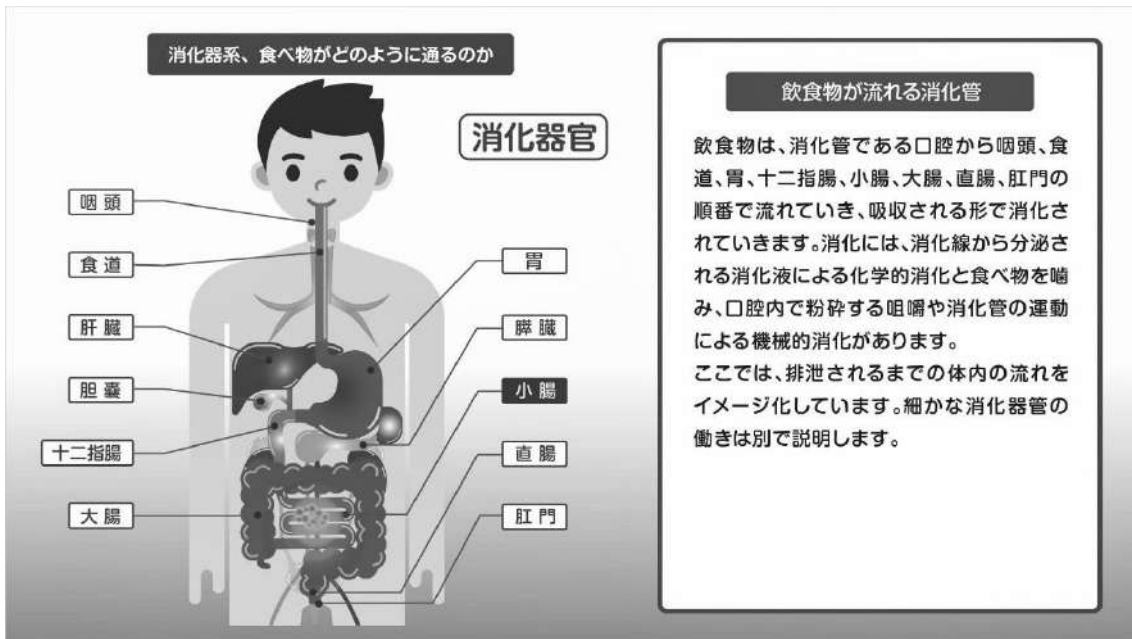 消化器系、食べ物がどのように通るのか
消化器官
咽頭
食道
肝臓
胆嚢
十二指腸
大腸
胃
膵臓
小腸
直腸
肛門
飲食物が流れる消化管
飲食物は、消化管である口腔から咽頭、食
道、胃、十二指腸、小腸、大腸、直腸、肛門の
順番で流れていき、吸収される形で消化さ
れていきます。消化には、消化線から分泌さ
れる消化液による化学的消化と食べ物を噛
み、口腔内で粉砕する咀嚼や消化管の運動
による機械的消化があります。
ここでは、排泄されるまでの体内の流れを
イメージ化しています。細かな消化器管の
働きは別で説明します。